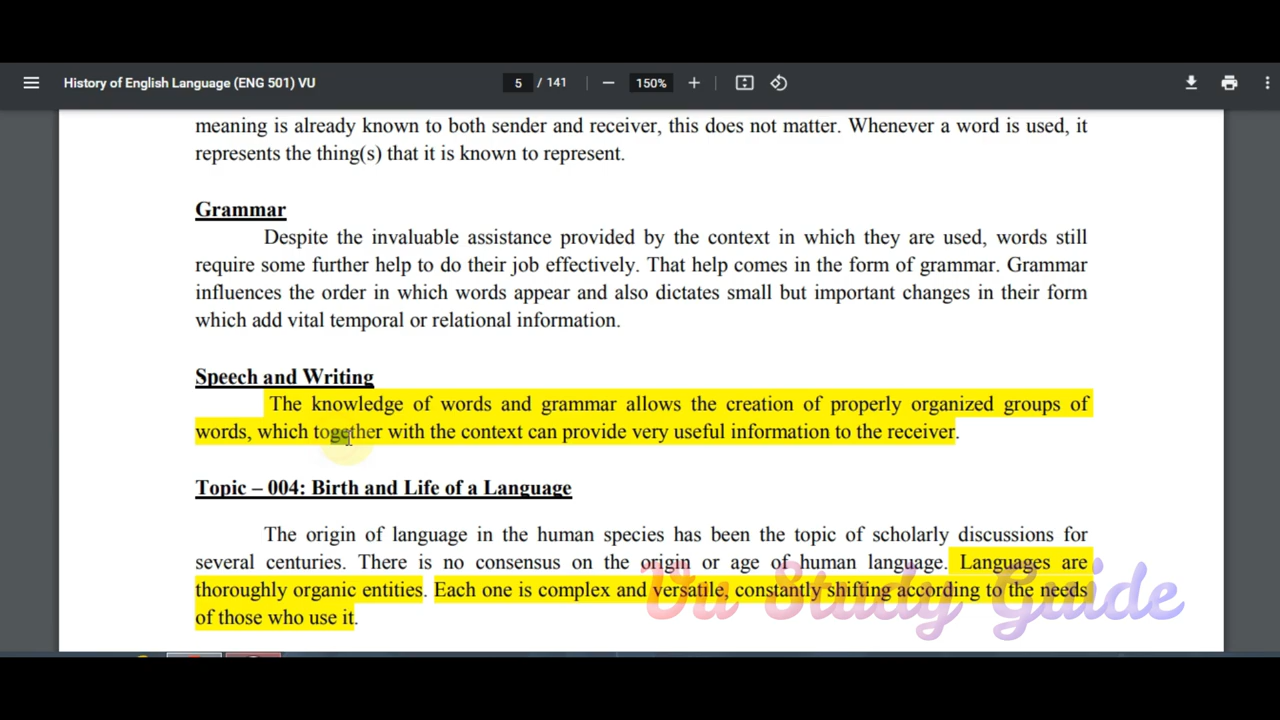 History of English Language (ENG 501) VU
5 / 141
150%
meaning is already known to both sender and receiver, this does not matter. Whenever a word is used, it
represents the thing(s) that it is known to represent.
Grammar
Despite the invaluable assistance provided by the context in which they are used, words still
require some further help to do their job effectively. That help comes in the form of grammar. Grammar
influences the order in which words appear and also dictates small but important changes in their form
which add vital temporal or relational information.
Speech and Writing
The knowledge of words and grammar allows the creation of properly organized groups of
words, which together with the context can provide very useful information to the receiver.
Topic – 004: Birth and Life of a Language
The origin of language in the human species has been the topic of scholarly discussions for
several centuries. There is no consensus on the origin or age of human language. Languages are
thoroughly organic entities. Each one is complex and versatile, constantly shifting according to the needs
of those who use it.
Vu Study Guide